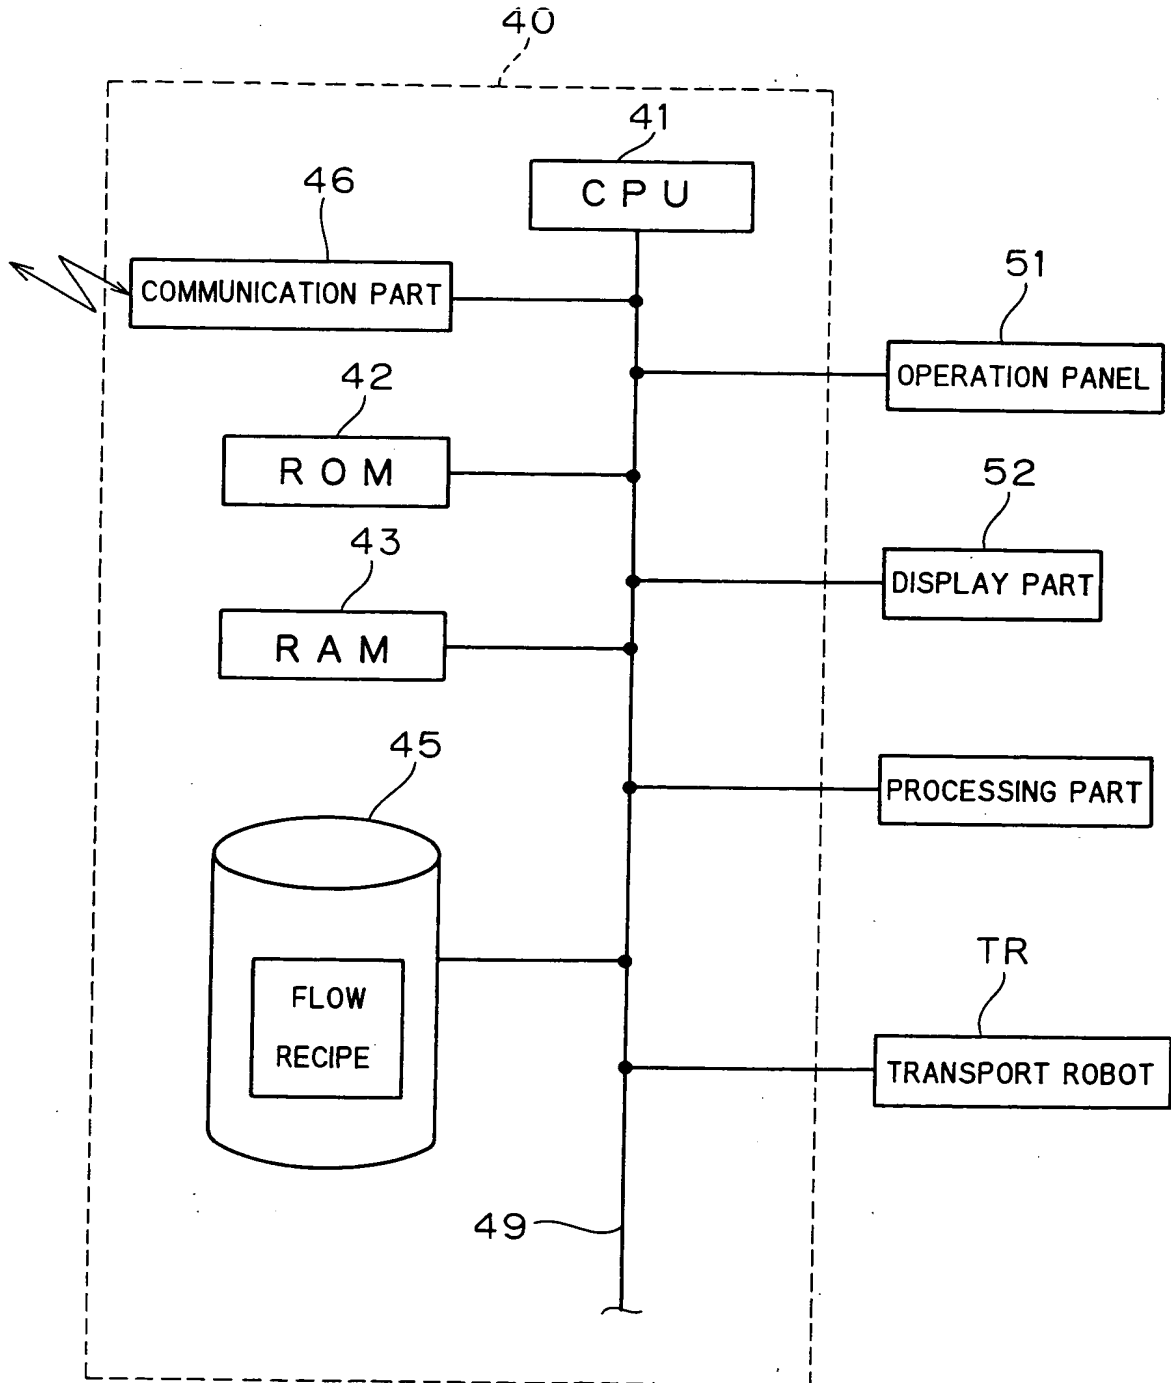 40
41
CPU
46
COMMUNICATION PART
51
OPERATION PANEL
42
ROM
52
DISPLAY PART
43
RAM
45
PROCESSING PART
FLOW
RECIPE
TR
TRANSPORT ROBOT
49